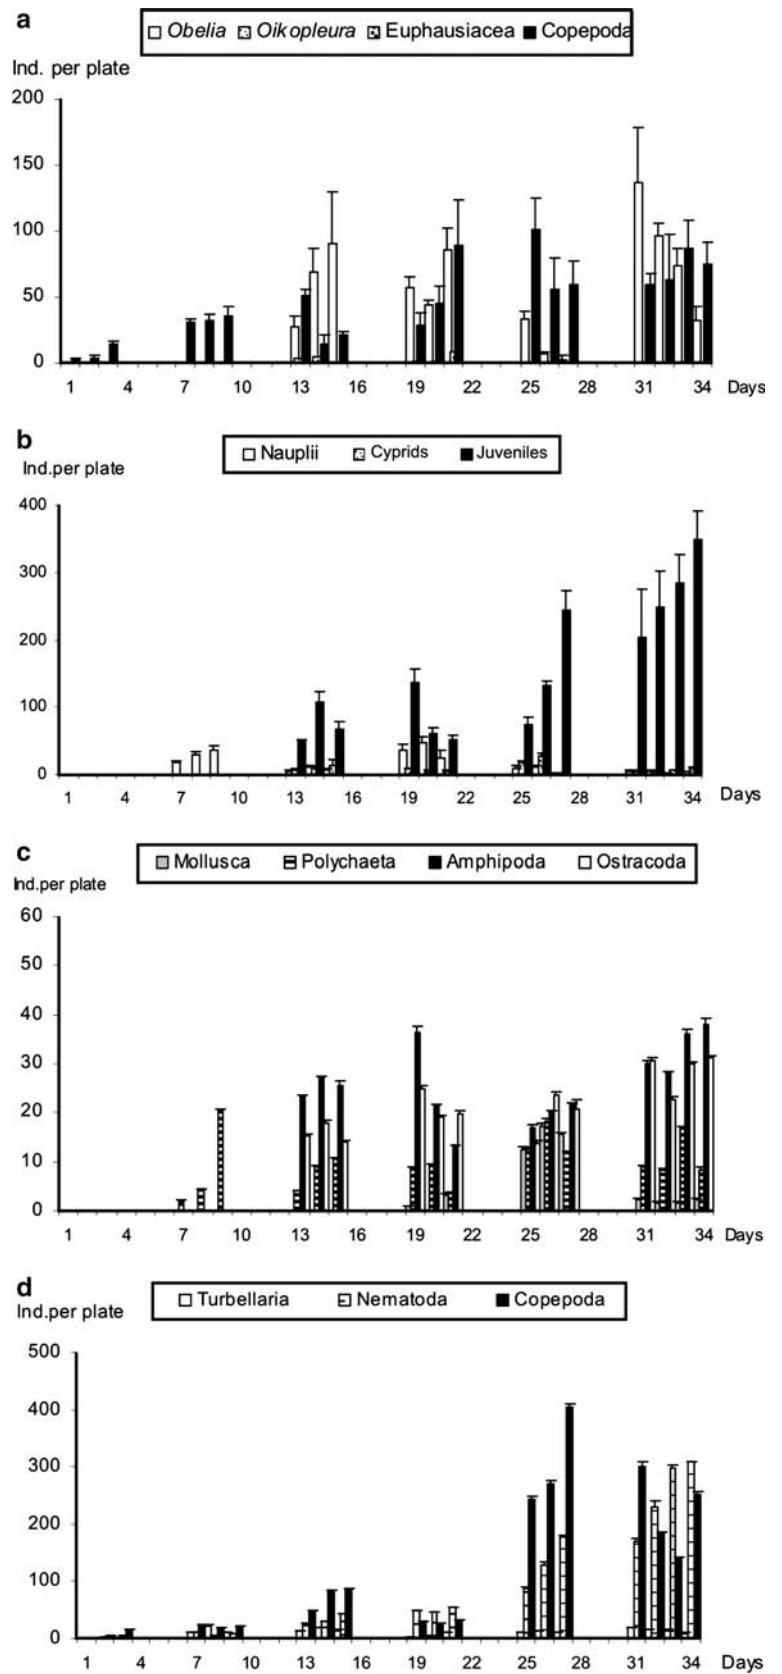 a
Obelia Oikopleura Euphausiacea Copepoda
Ind. per plate
200
150
100
50
0
1 4 7 10 13 16 19 22 25 28 31 34 Days
b
Nauplii Cyprids Juveniles
Ind.per plate
400
300
200
100
0
1 4 7 10 13 16 19 22 25 28 31 34 Days
c
Mollusca Polychaeta Amphipoda Ostracoda
Ind.per plate
60
50
40
30
20
10
0
1 4 7 10 13 16 19 22 25 28 31 34 Days
d
Turbellaria Nematoda Copepoda
Ind.per plate
500
400
300
200
100
0
1 4 7 10 13 16 19 22 25 28 31 34 Days